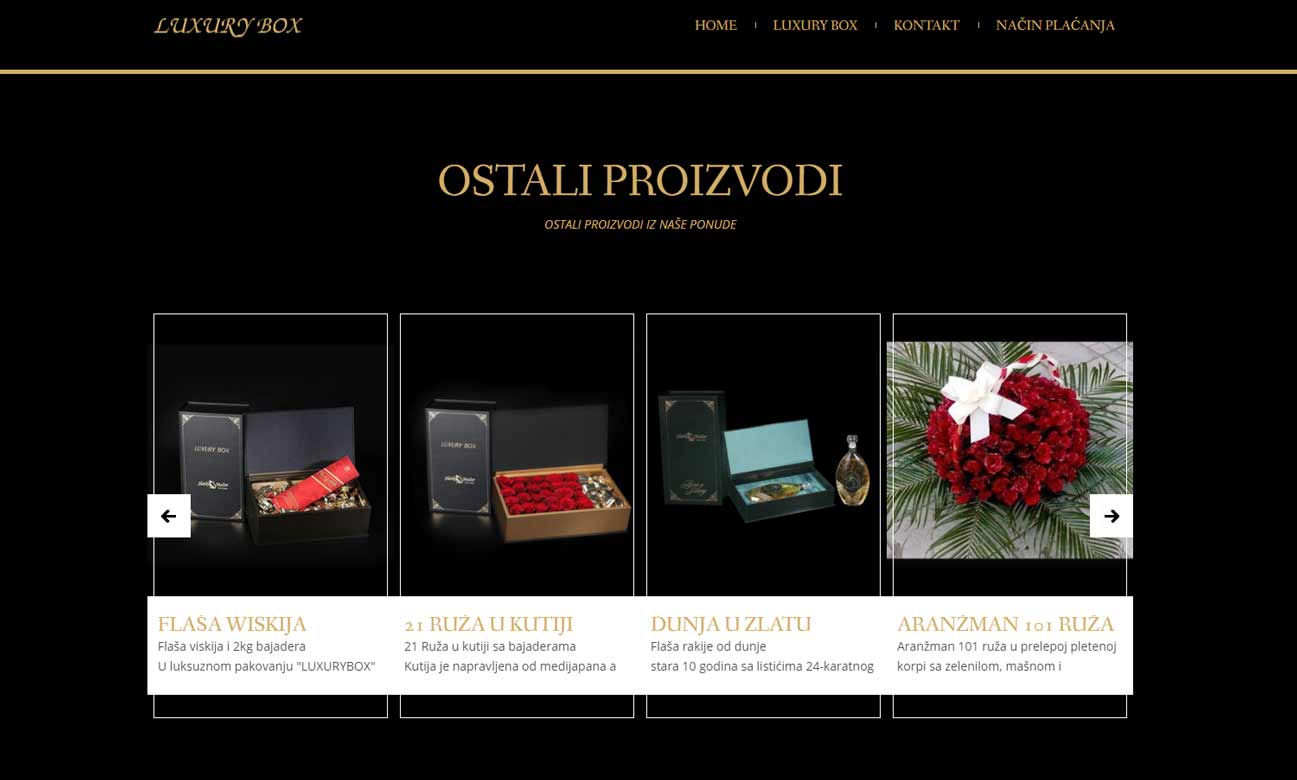 LUXURY BOX
HOME
LUXURY BOX
KONTAKT
NAČIN PLAĆANJA
OSTALI PROIZVODI
OSTALI PROIZVODI IZ NAŠE PONUDE
LUXURY BOX
LUXURY BOX
FLAŠA WISKIJA
Flaša viskija i 2kg bajadera
U luksuznom pakovanju "LUXURYBOX"
21 RUŽA U KUTIJI
21 Ruža u kutiji sa bajaderama
Kutija je napravljena od medijapana a
DUNJA U ZLATU
Flaša rakije od dunje
stara 10 godina sa listićima 24-karatnog
ARANŽMAN 101 RUŽA
Aranžman 101 ruža u prelepoj pletenoj
korpi sa zelenilom, mašnom i